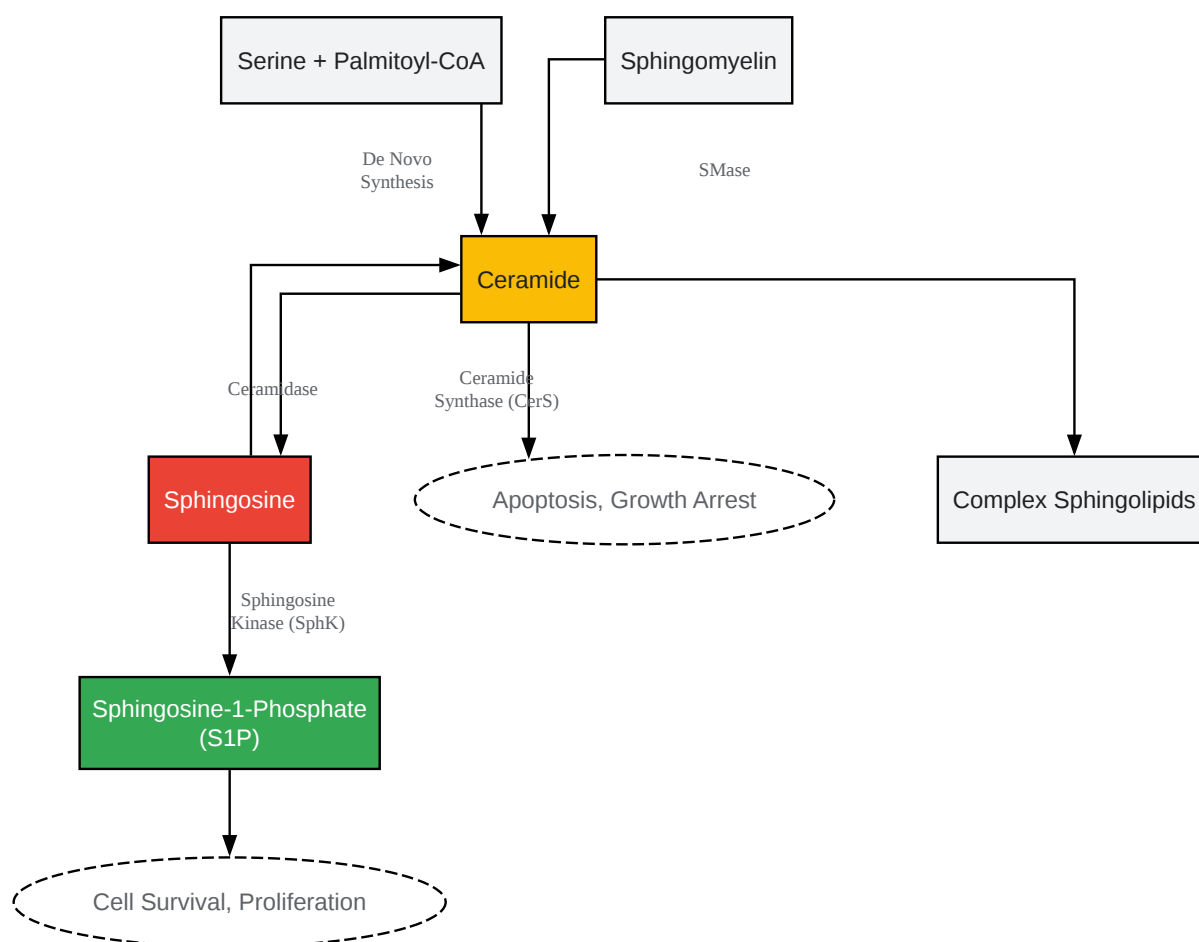 Serine + Palmitoyl-CoA
Sphingomyelin
De Novo
Synthesis
SMase
Ceramide
Ceramidase
Ceramide
Synthase (CerS)
Sphingosine
Apoptosis, Growth Arrest
Complex Sphingolipids
Sphingosine
Kinase (SphK)
Sphingosine-1-Phosphate
(S1P)
Cell Survival, Proliferation